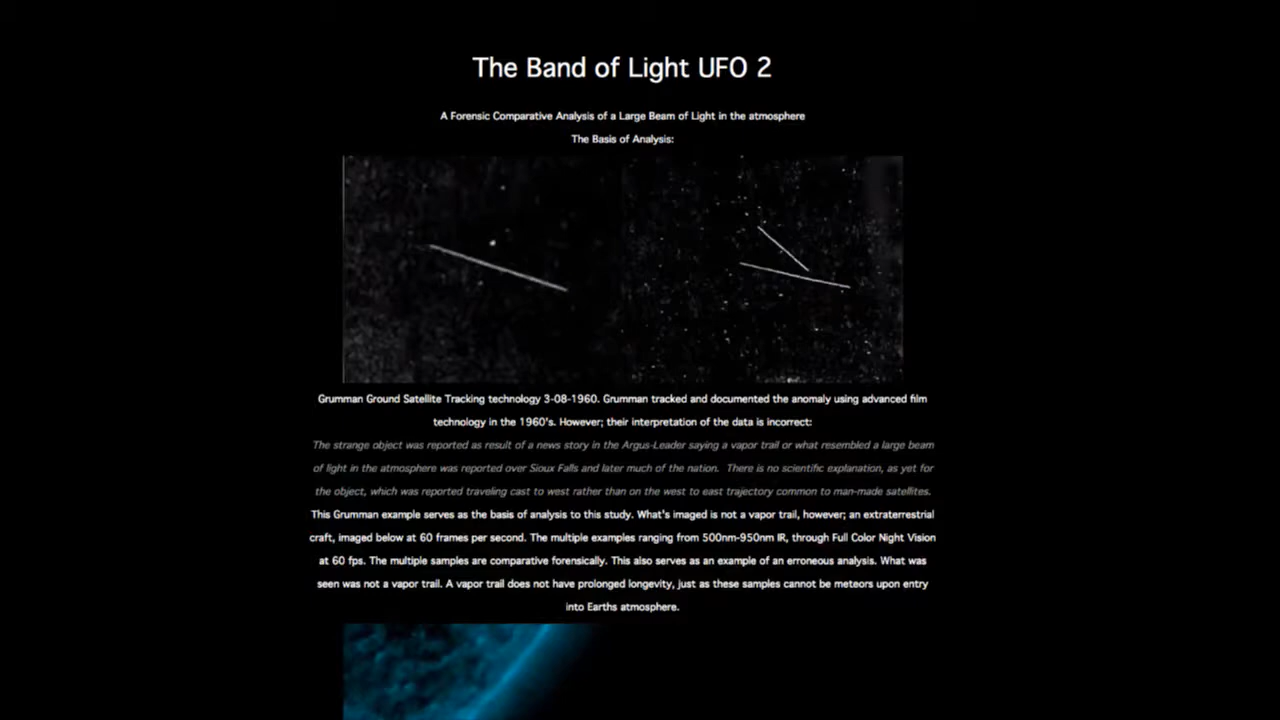 The Band of Light UFO 2
A Forensic Comparative Analysis of a Large Beam of Light in the atmosphere
The Basis of Analysis:
Grumman Ground Satellite Tracking technology 3-08-1960. Grumman tracked and documented the anomaly using advanced film
technology in the 1960's. However; their interpretation of the data is incorrect:
The strange object was reported as result of a news story in the Argus-Leader saying a vapor trail or what resembled a large beam
of light in the atmosphere was reported over Sioux Falls and later much of the nation. There is no scientific explanation, as yet for
the object, which was reported traveling cast to west rather than on the west to east trajectory common to man-made satellites.
This Grumman example serves as the basis of analysis to this study. What's imaged is not a vapor trail, however; an extraterrestrial
craft, imaged below at 60 frames per second. The multiple examples ranging from 500nm-950nm IR, through Full Color Night Vision
at 60 fps. The multiple samples are comparative forensically. This also serves as an example of an erroneous analysis. What was
seen was not a vapor trail. A vapor trail does not have prolonged longevity, just as these samples cannot be meteors upon entry
into Earths atmosphere.